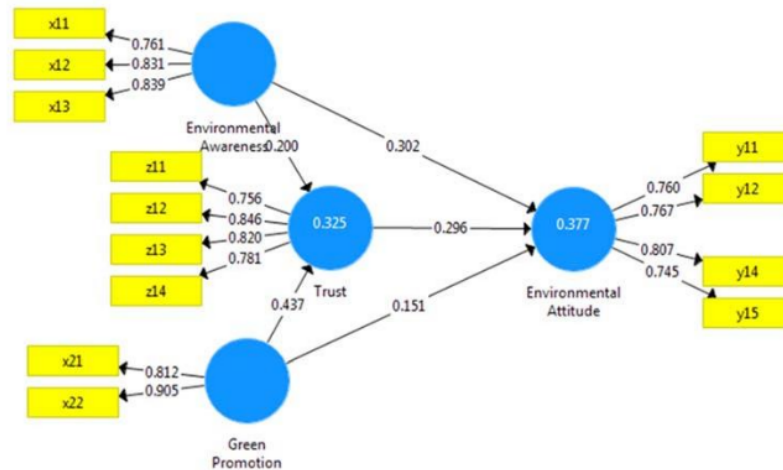 x11
0.761
x12
0.831
x13
0.839
Environmental
Awareness
0.200
0.302
z11
0.756
z12
0.846
z13
0.820
z14
0.781
0.325
Trust
0.296
0.437
0.151
0.377
Environmental
Attitude
y11
0.760
y12
0.767
0.807
y14
0.745
y15
x21
0.812
x22
0.905
Green
Promotion